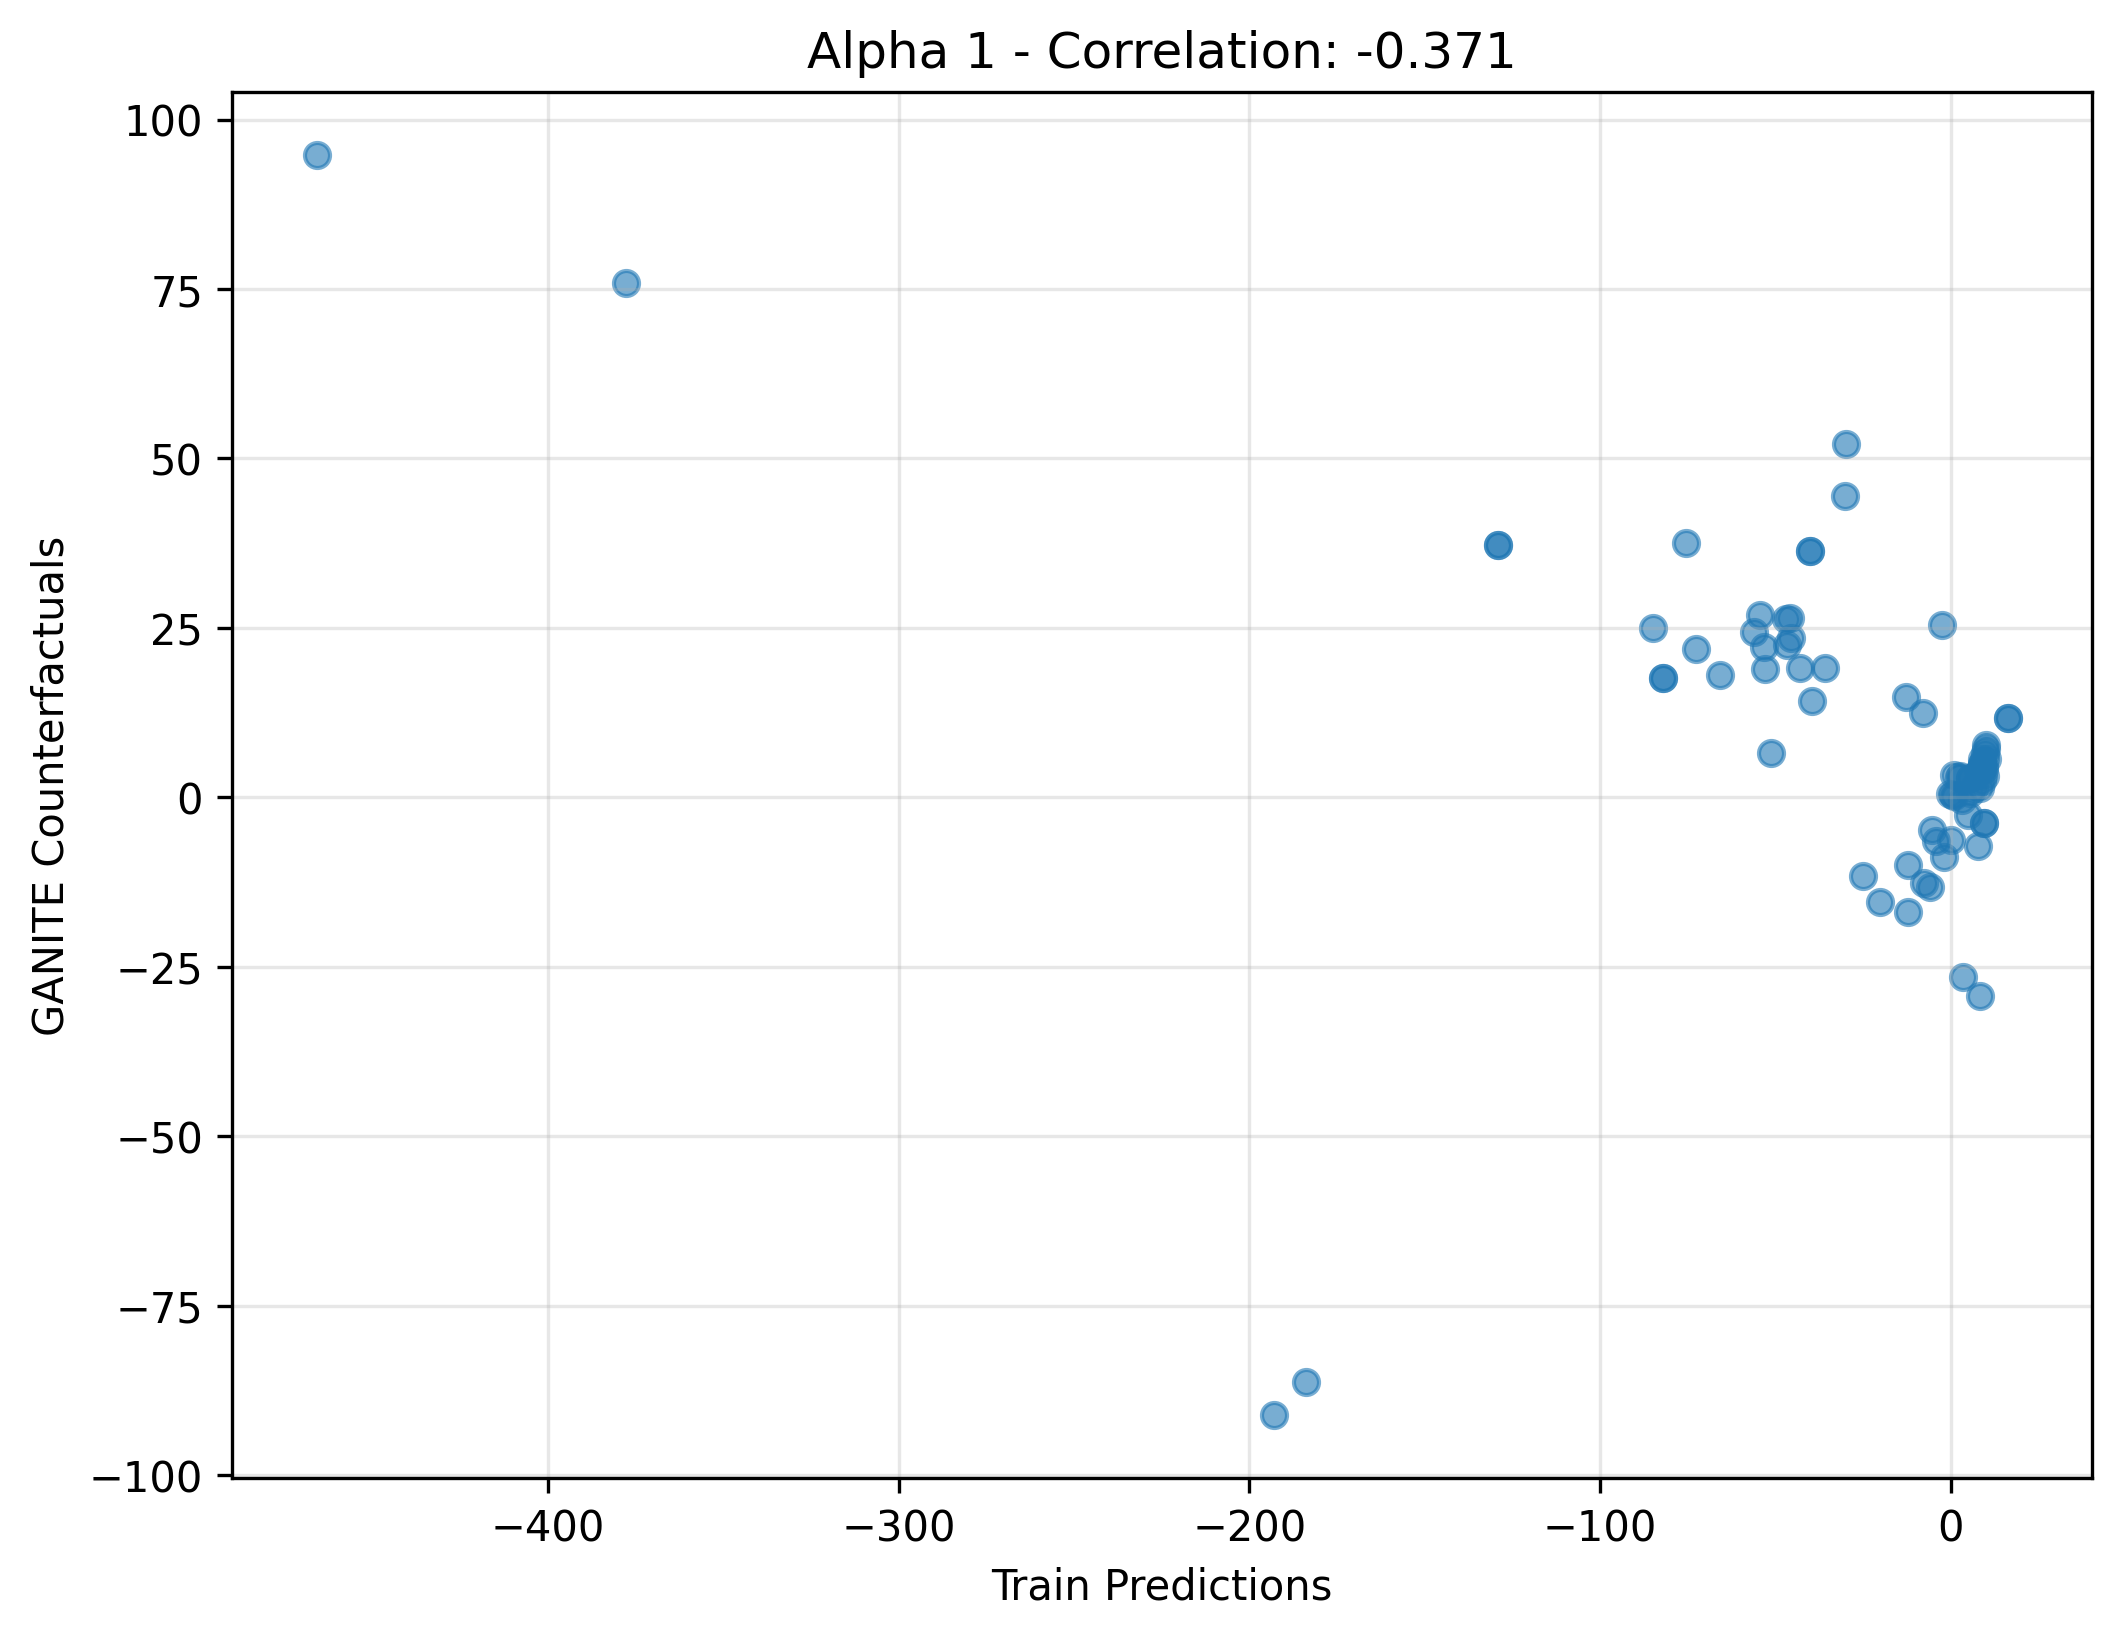 Alpha 1 - Correlation: -0.371
100
75
50
25
0
−25
−50
−75
−100
GANITE Counterfactuals
−400 −300 −200 −100 0
Train Predictions